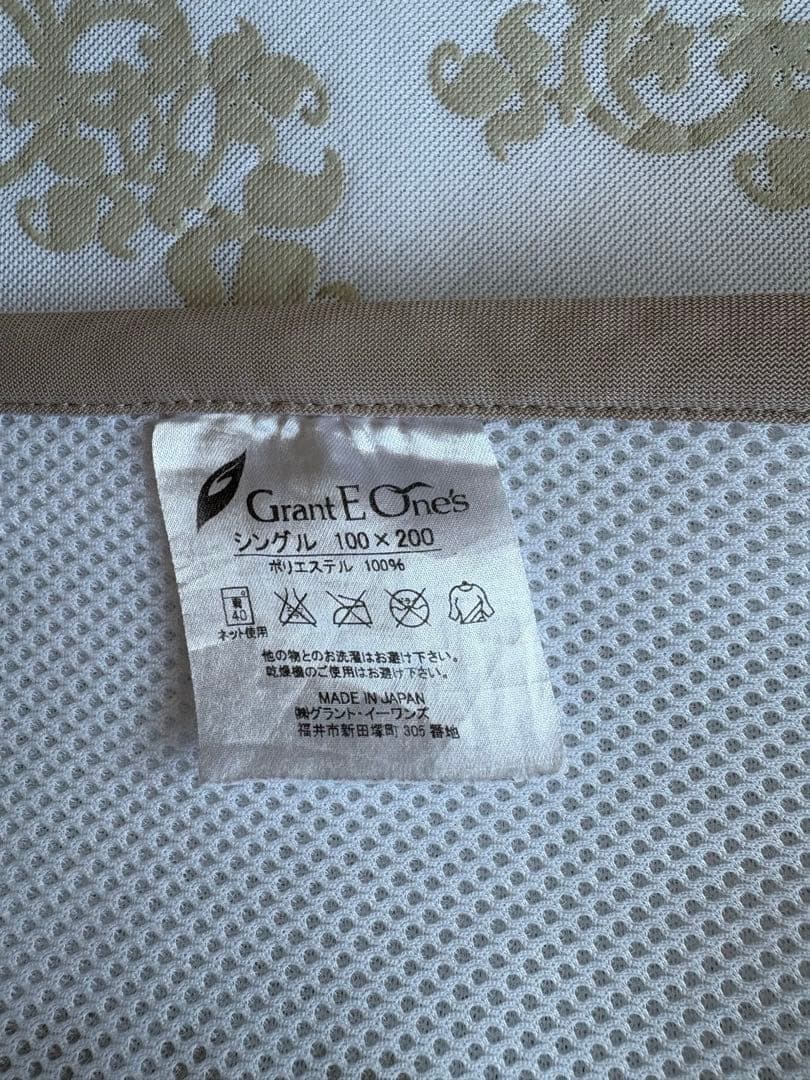 Grant E One's
シングル 100×200
ポリエステル 100%
弱
40
ネット使用
他の物とのお洗濯はお避け下さい。
乾燥機のご使用はお避け下さい。
MADE IN JAPAN
㈱グラント・イーワンズ
福井市新田塚町 305 番地